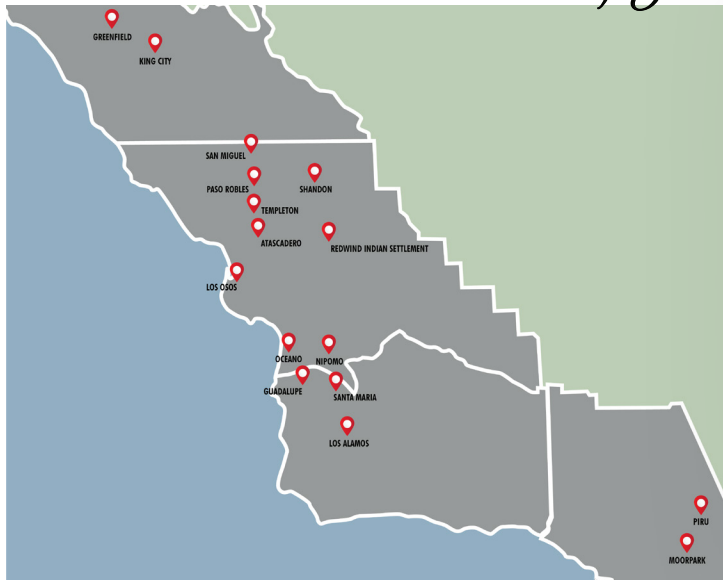 GREENFIELD
KING CITY
SAN MIGUEL
PASO ROBLES
SHANDON
TEMPLETON
ATASCADERO
REDWIND INDIAN SETTLEMENT
LOS OSOS
OCEANO
NIPOMO
GUADALUPE
SANTA MARIA
LOS ALAMOS
PIRU
MOORPARK